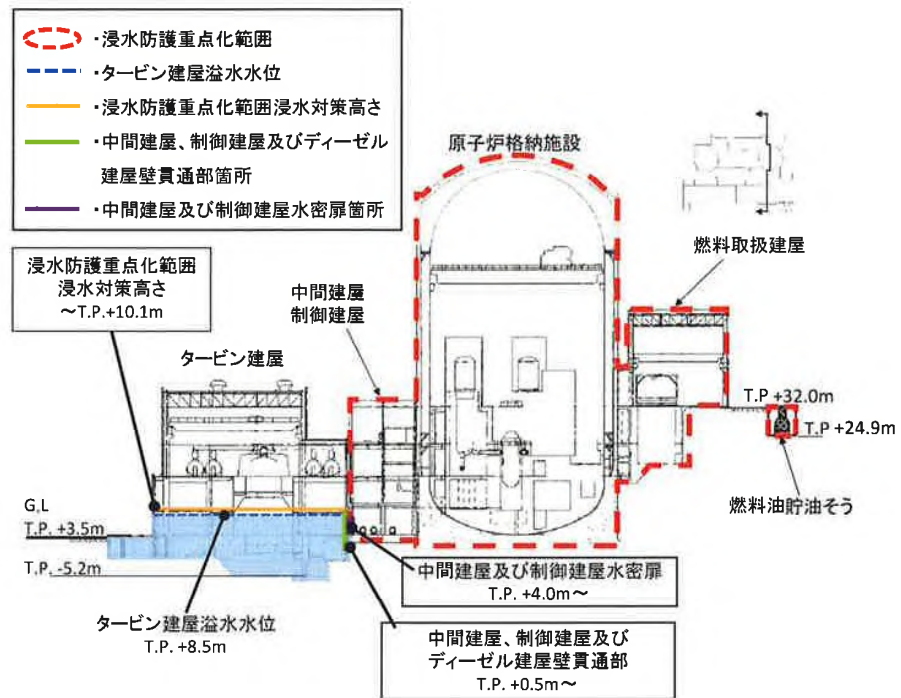 ・浸水防護重点化範囲
・タービン建屋溢水水位
・浸水防護重点化範囲浸水対策高さ
・中間建屋、制御建屋及びディーゼル
建屋壁貫通部箇所
・中間建屋及び制御建屋水密扉箇所
原子炉格納施設
燃料取扱建屋
浸水防護重点化範囲
浸水対策高さ
～T.P.+10.1m
中間建屋
制御建屋
タービン建屋
T.P +32.0m
T.P +24.9m
燃料油貯油そう
G.L
T.P. +3.5m
T.P. -5.2m
中間建屋及び制御建屋水密扉
T.P. +4.0m～
タービン建屋溢水水位
T.P. +8.5m
中間建屋、制御建屋及び
ディーゼル建屋壁貫通部
T.P. +0.5m～